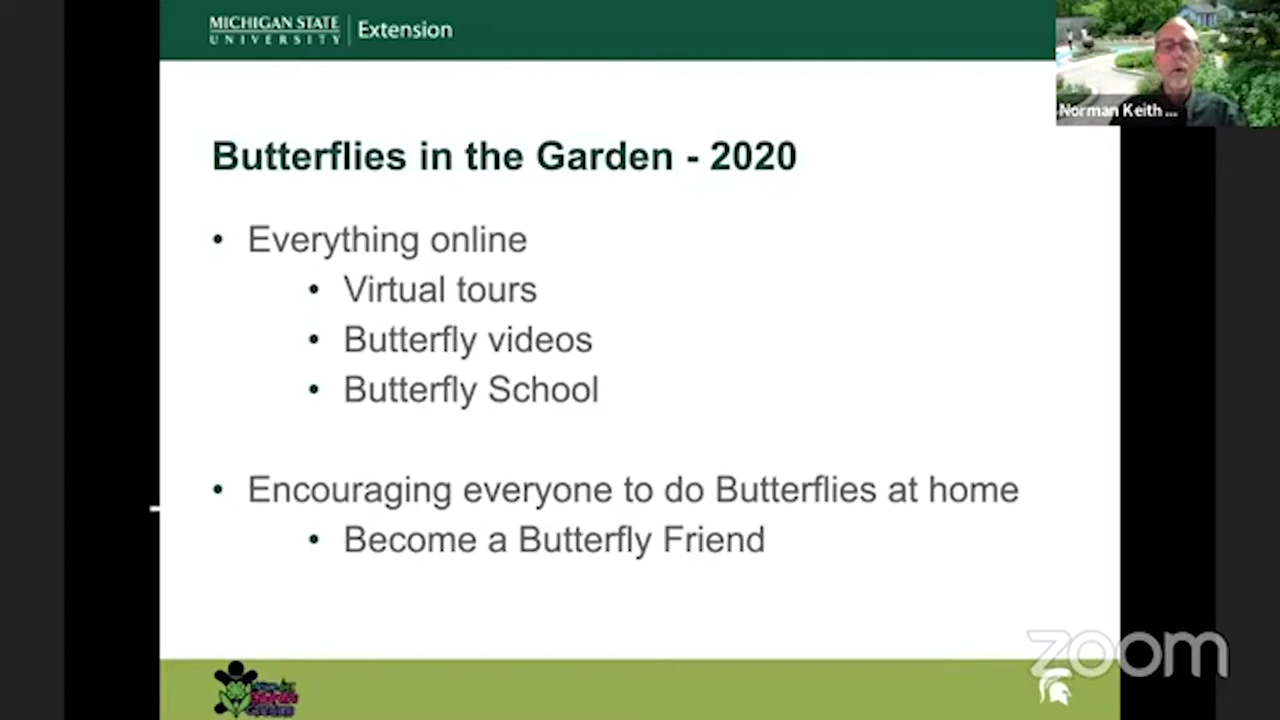 MICHIGAN STATE
UNIVERSITY
Extension
Norman Keith ...
Butterflies in the Garden - 2020
• Everything online
• Virtual tours
• Butterfly videos
• Butterfly School
• Encouraging everyone to do Butterflies at home
• Become a Butterfly Friend
zoom